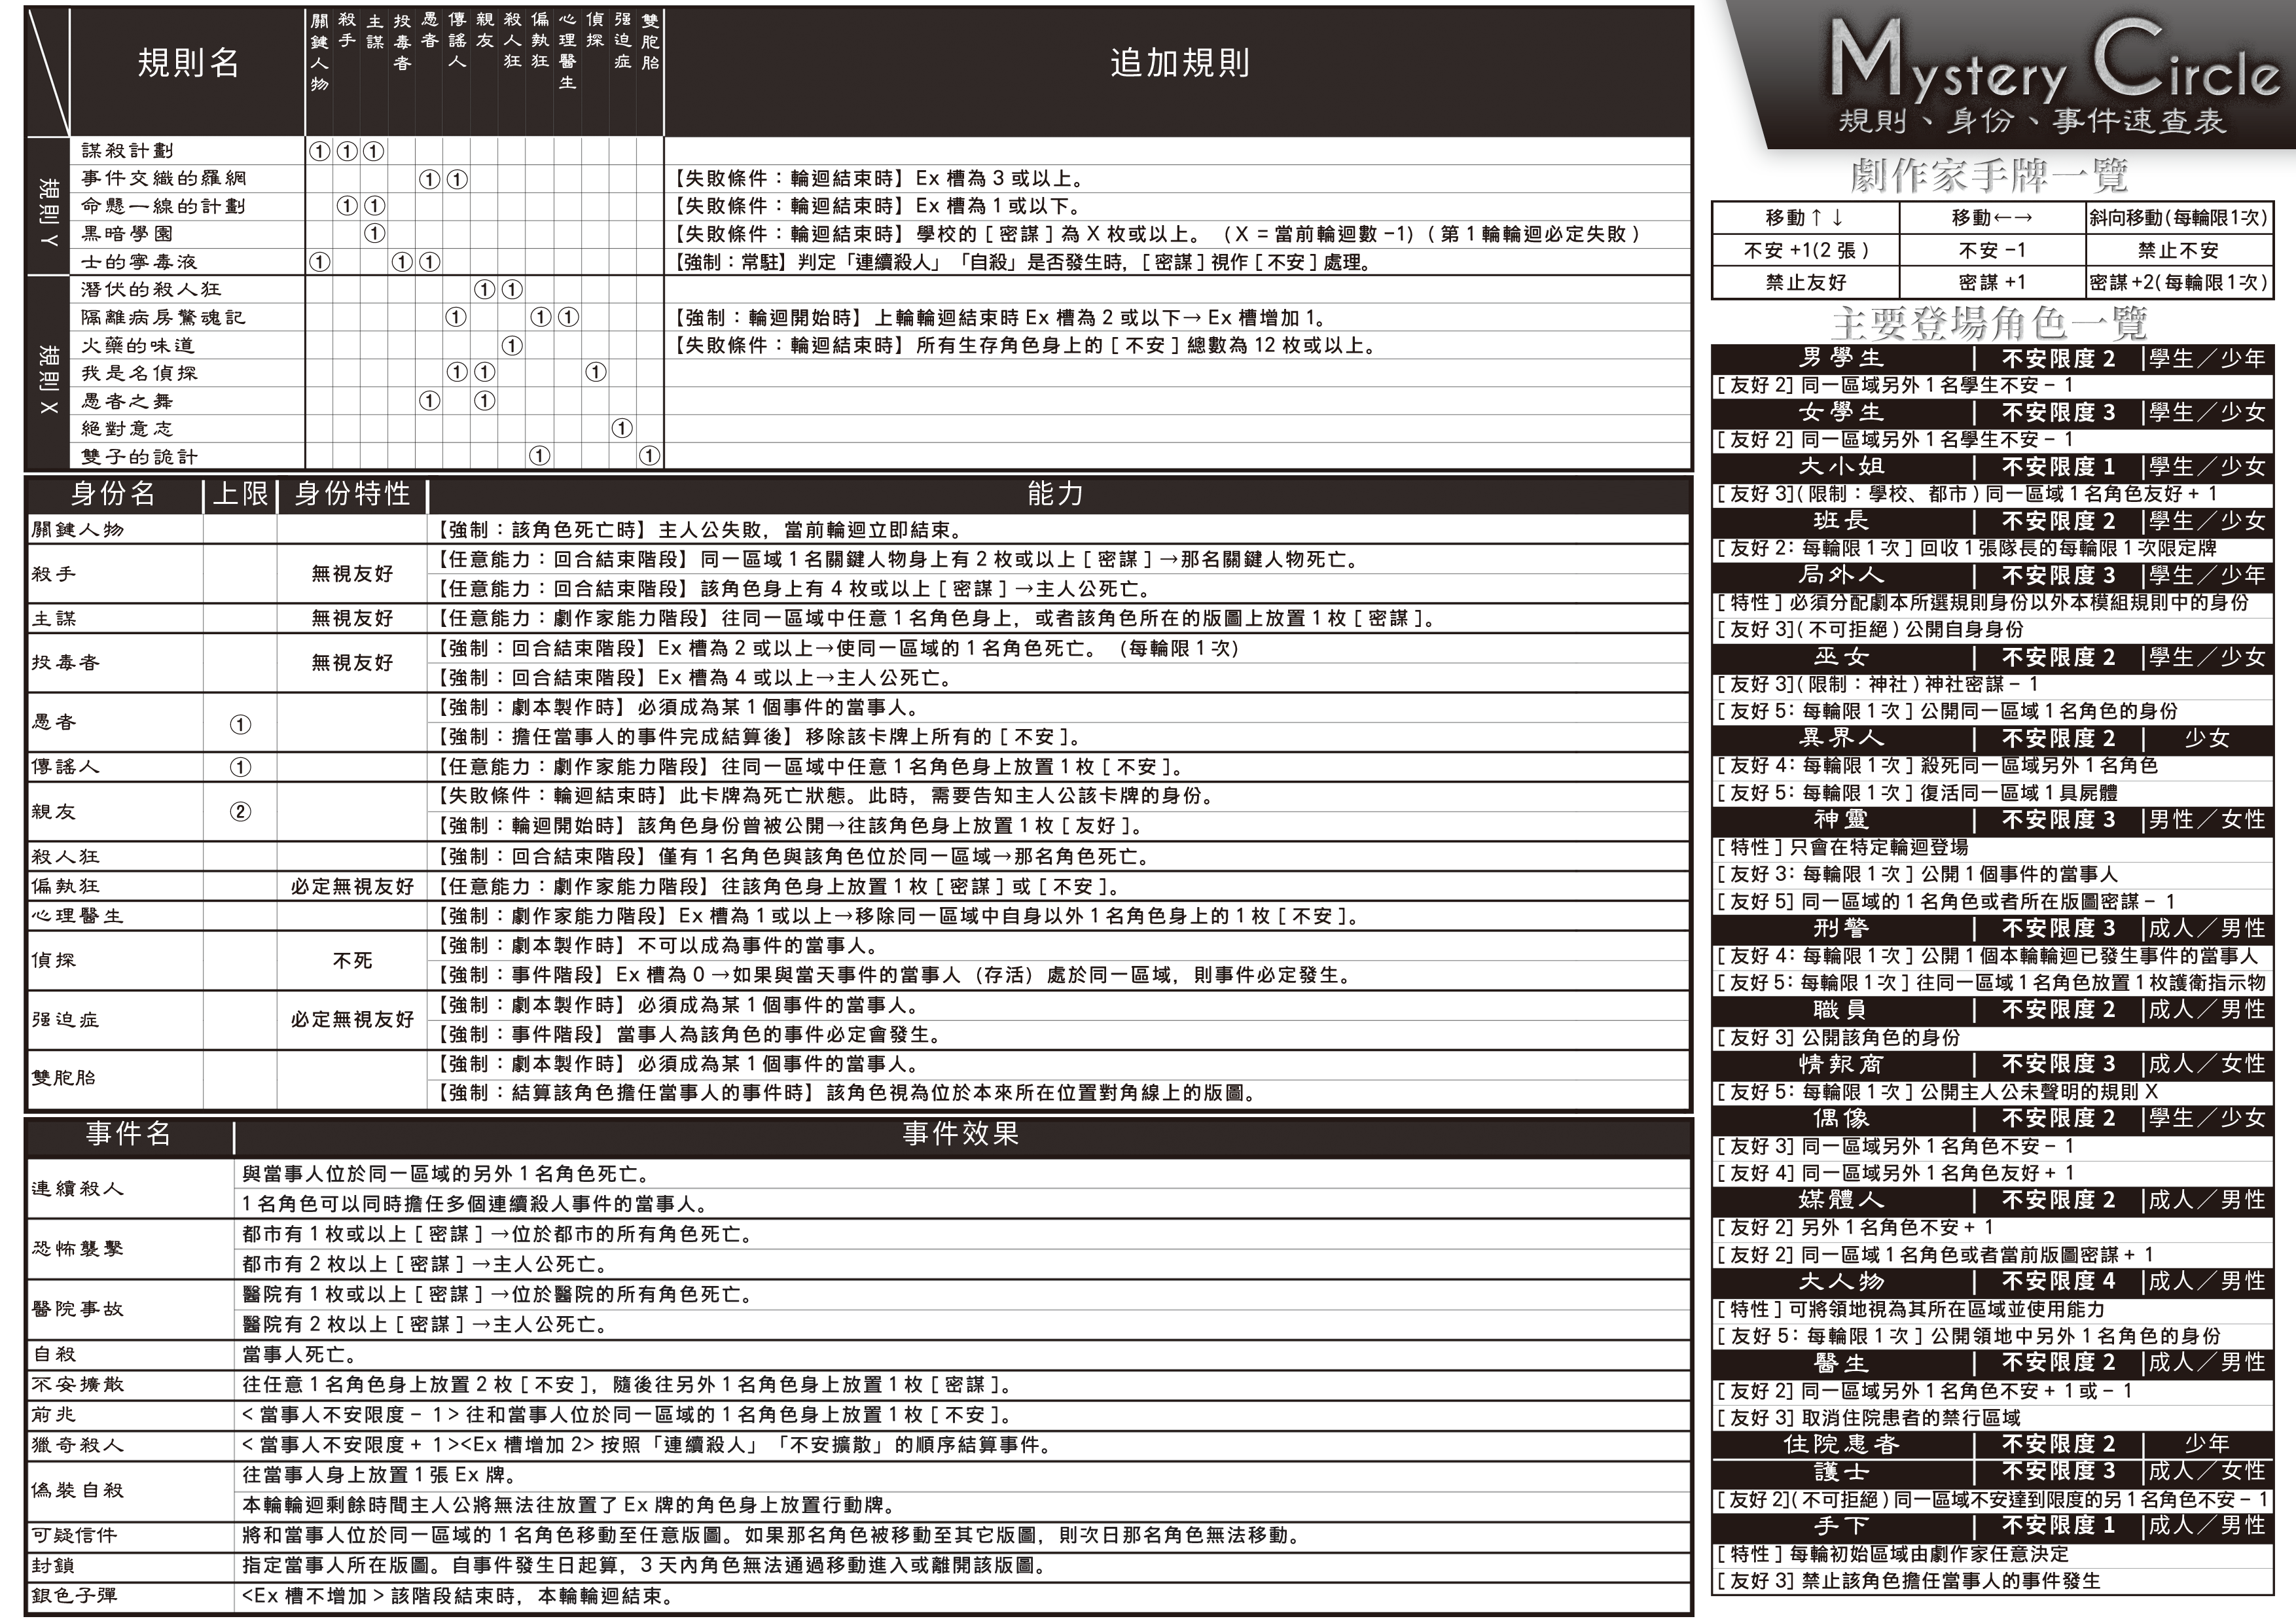 規則名 關鍵人物 殺手 主謀 投毒者 愚者 傳謠人 親友 殺人狂 偏執狂 心理醫生 偵探 强迫症 雙胞胎 追加規則
規則 Y
謀殺計劃 ① ① ①
事件交織的羅網 ① ① 【失敗條件：輪迴結束時】Ex 槽為 3 或以上。
命懸一線的計劃 ① ① 【失敗條件：輪迴結束時】Ex 槽為 1 或以下。
黑暗學園 ① 【失敗條件：輪迴結束時】學校的 [ 密謀 ] 為 X 枚或以上。（X = 當前輪迴數 -1）( 第 1 輪輪迴必定失敗 )
士的寧毒液 ① ① ① 【強制：常駐】判定「連續殺人」「自殺」是否發生時，[ 密謀 ] 視作 [ 不安 ] 處理。
規則 X
潛伏的殺人狂 ① ①
隔離病房驚魂記 ① ① ① 【強制：輪迴開始時】上輪輪迴結束時 Ex 槽為 2 或以下→ Ex 槽增加 1。
火藥的味道 ① 【失敗條件：輪迴結束時】所有生存角色身上的 [ 不安 ] 總數為 12 枚或以上。
我是名偵探 ① ① ①
愚者之舞 ① ①
絕對意志 ①
雙子的詭計 ① ①
身份名 上限 身份特性 能力
關鍵人物 【強制：該角色死亡時】主人公失敗，當前輪迴立即結束。
殺手 無視友好 【任意能力：回合結束階段】同一區域 1 名關鍵人物身上有 2 枚或以上 [ 密謀 ] →那名關鍵人物死亡。
【任意能力：回合結束階段】該角色身上有 4 枚或以上 [ 密謀 ] →主人公死亡。
主謀 無視友好 【任意能力：劇作家能力階段】往同一區域中任意 1 名角色身上，或者該角色所在的版圖上放置 1 枚 [ 密謀 ]。
投毒者 無視友好 【強制：回合結束階段】Ex 槽為 2 或以上→使同一區域的 1 名角色死亡。（每輪限 1 次）
【強制：回合結束階段】Ex 槽為 4 或以上→主人公死亡。
愚者 ① 【強制：劇本製作時】必須成為某 1 個事件的當事人。
【強制：擔任當事人的事件完成結算後】移除該卡牌上所有的 [ 不安 ]。
傳謠人 ① 【任意能力：劇作家能力階段】往同一區域中任意 1 名角色身上放置 1 枚 [ 不安 ]。
親友 ② 【失敗條件：輪迴結束時】此卡牌為死亡狀態。此時，需要告知主人公該卡牌的身份。
【強制：輪迴開始時】該角色身份曾被公開→往該角色身上放置 1 枚 [ 友好 ]。
殺人狂 【強制：回合結束階段】僅有 1 名角色與該角色位於同一區域→那名角色死亡。
偏執狂 必定無視友好 【任意能力：劇作家能力階段】往該角色身上放置 1 枚 [ 密謀 ] 或 [ 不安 ]。
心理醫生 【強制：劇作家能力階段】Ex 槽為 1 或以上→移除同一區域中自身以外 1 名角色身上的 1 枚 [ 不安 ]。
偵探 不死 【強制：劇本製作時】不可以成為事件的當事人。
【強制：事件階段】Ex 槽為 0 →如果與當天事件的當事人（存活）處於同一區域，則事件必定發生。
强迫症 必定無視友好 【強制：劇本製作時】必須成為某 1 個事件的當事人。
【強制：事件階段】當事人為該角色的事件必定會發生。
雙胞胎 【強制：劇本製作時】必須成為某 1 個事件的當事人。
【強制：結算該角色擔任當事人的事件時】該角色視為位於本來所在位置對角線上的版圖。
事件名 事件效果
連續殺人 與當事人位於同一區域的另外 1 名角色死亡。
1 名角色可以同時擔任多個連續殺人事件的當事人。
恐怖襲擊 都市有 1 枚或以上 [ 密謀 ] →位於都市的所有角色死亡。
都市有 2 枚以上 [ 密謀 ] →主人公死亡。
醫院事故 醫院有 1 枚或以上 [ 密謀 ] →位於醫院的所有角色死亡。
醫院有 2 枚以上 [ 密謀 ] →主人公死亡。
自殺 當事人死亡。
不安擴散 往任意 1 名角色身上放置 2 枚 [ 不安 ]，隨後往另外 1 名角色身上放置 1 枚 [ 密謀 ]。
前兆 < 當事人不安限度 - 1 > 往和當事人位於同一區域的 1 名角色身上放置 1 枚 [ 不安 ]。
獵奇殺人 < 當事人不安限度 + 1 ><Ex 槽增加 2> 按照「連續殺人」「不安擴散」的順序結算事件。
偽裝自殺 往當事人身上放置 1 張 Ex 牌。
本輪輪迴剩餘時間主人公將無法往放置了 Ex 牌的角色身上放置行動牌。
可疑信件 將和當事人位於同一區域的 1 名角色移動至任意版圖。如果那名角色被移動至其它版圖，則次日那名角色無法移動。
封鎖 指定當事人所在版圖。自事件發生日起算，3 天內角色無法通過移動進入或離開該版圖。
銀色子彈 <Ex 槽不增加 > 該階段結束時，本輪輪迴結束。
Mystery Circle
規則、身份、事件速查表
劇作家手牌一覽
移動↑↓ 移動←→ 斜向移動(每輪限1次)
不安 +1(2 張 ) 不安 -1 禁止不安
禁止友好 密謀 +1 密謀+2(每輪限1次)
主要登場角色一覽
男學生 不安限度 2 學生／少年
[ 友好 2] 同一區域另外 1 名學生不安 - 1
女學生 不安限度 3 學生／少女
[ 友好 2] 同一區域另外 1 名學生不安 - 1
大小姐 不安限度 1 學生／少女
[ 友好 3]( 限制：學校、都市 ) 同一區域 1 名角色友好 + 1
班長 不安限度 2 學生／少女
[ 友好 2：每輪限 1 次 ] 回收 1 張隊長的每輪限 1 次限定牌
局外人 不安限度 3 學生／少年
[ 特性 ] 必須分配劇本所選規則身份以外本模組規則中的身份
[ 友好 3]( 不可拒絕 ) 公開自身身份
巫女 不安限度 2 學生／少女
[ 友好 3]( 限制：神社 ) 神社密謀 - 1
[ 友好 5：每輪限 1 次 ] 公開同一區域 1 名角色的身份
異界人 不安限度 2 少女
[ 友好 4：每輪限 1 次 ] 殺死同一區域另外 1 名角色
[ 友好 5：每輪限 1 次 ] 復活同一區域 1 具屍體
神靈 不安限度 3 男性／女性
[ 特性 ] 只會在特定輪迴登場
[ 友好 3：每輪限 1 次 ] 公開 1 個事件的當事人
[ 友好 5] 同一區域的 1 名角色或者所在版圖密謀 - 1
刑警 不安限度 3 成人／男性
[ 友好 4：每輪限 1 次 ] 公開 1 個本輪輪迴已發生事件的當事人
[ 友好 5：每輪限 1 次 ] 往同一區域 1 名角色放置 1 枚護衛指示物
職員 不安限度 2 成人／男性
[ 友好 3] 公開該角色的身份
情報商 不安限度 3 成人／女性
[ 友好 5：每輪限 1 次 ] 公開主人公未聲明的規則 X
偶像 不安限度 2 學生／少女
[ 友好 3] 同一區域另外 1 名角色不安 - 1
[ 友好 4] 同一區域另外 1 名角色友好 + 1
媒體人 不安限度 2 成人／男性
[ 友好 2] 另外 1 名角色不安 + 1
[ 友好 2] 同一區域 1 名角色或者當前版圖密謀 + 1
大人物 不安限度 4 成人／男性
[ 特性 ] 可將領地視為其所在區域並使用能力
[ 友好 5：每輪限 1 次 ] 公開領地中另外 1 名角色的身份
醫生 不安限度 2 成人／男性
[ 友好 2] 同一區域另外 1 名角色不安 + 1 或 - 1
[ 友好 3] 取消住院患者的禁行區域
住院患者 不安限度 2 少年
護士 不安限度 3 成人／女性
[ 友好 2]( 不可拒絕 ) 同一區域不安達到限度的另 1 名角色不安 - 1
手下 不安限度 1 成人／男性
[ 特性 ] 每輪初始區域由劇作家任意決定
[ 友好 3] 禁止該角色擔任當事人的事件發生